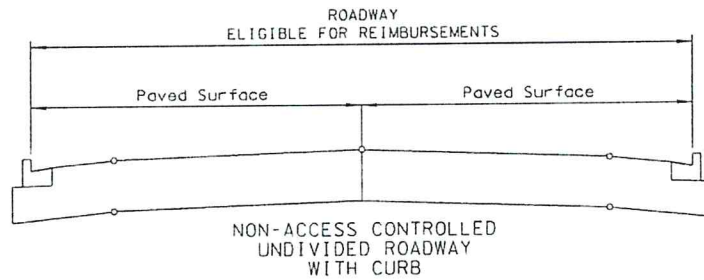 ROADWAY
ELIGIBLE FOR REIMBURSEMENTS
Paved Surface
Paved Surface
NON-ACCESS CONTROLLED
UNDIVIDED ROADWAY
WITH CURB